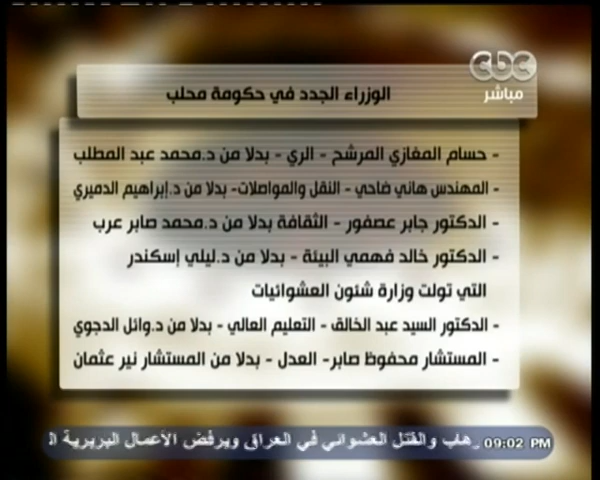 cbc
مباشر
الوزراء الجدد في حكومة محلب
- حسام المغازي المرشح - الري - بدلا من د.محمد عبد المطلب
- المهندس هاني ضاحي - النقل والمواصلات- بدلا من د.إبراهيم الدميري
- الدكتور جابر عصفور - الثقافة بدلا من د.محمد صابر عرب
- الدكتور خالد فهمي البيئة - بدلا من د.ليلي إسكندر
التي تولت وزارة شئون العشوائيات
- الدكتور السيد عبد الخالق - التعليم العالي - بدلا من د.وائل الدجوي
- المستشار محفوظ صابر- العدل - بدلا من المستشار نير عثمان
رهاب والقتل العشوائي في العراق ويرفض الأعمال البربرية ال
09:02 PM